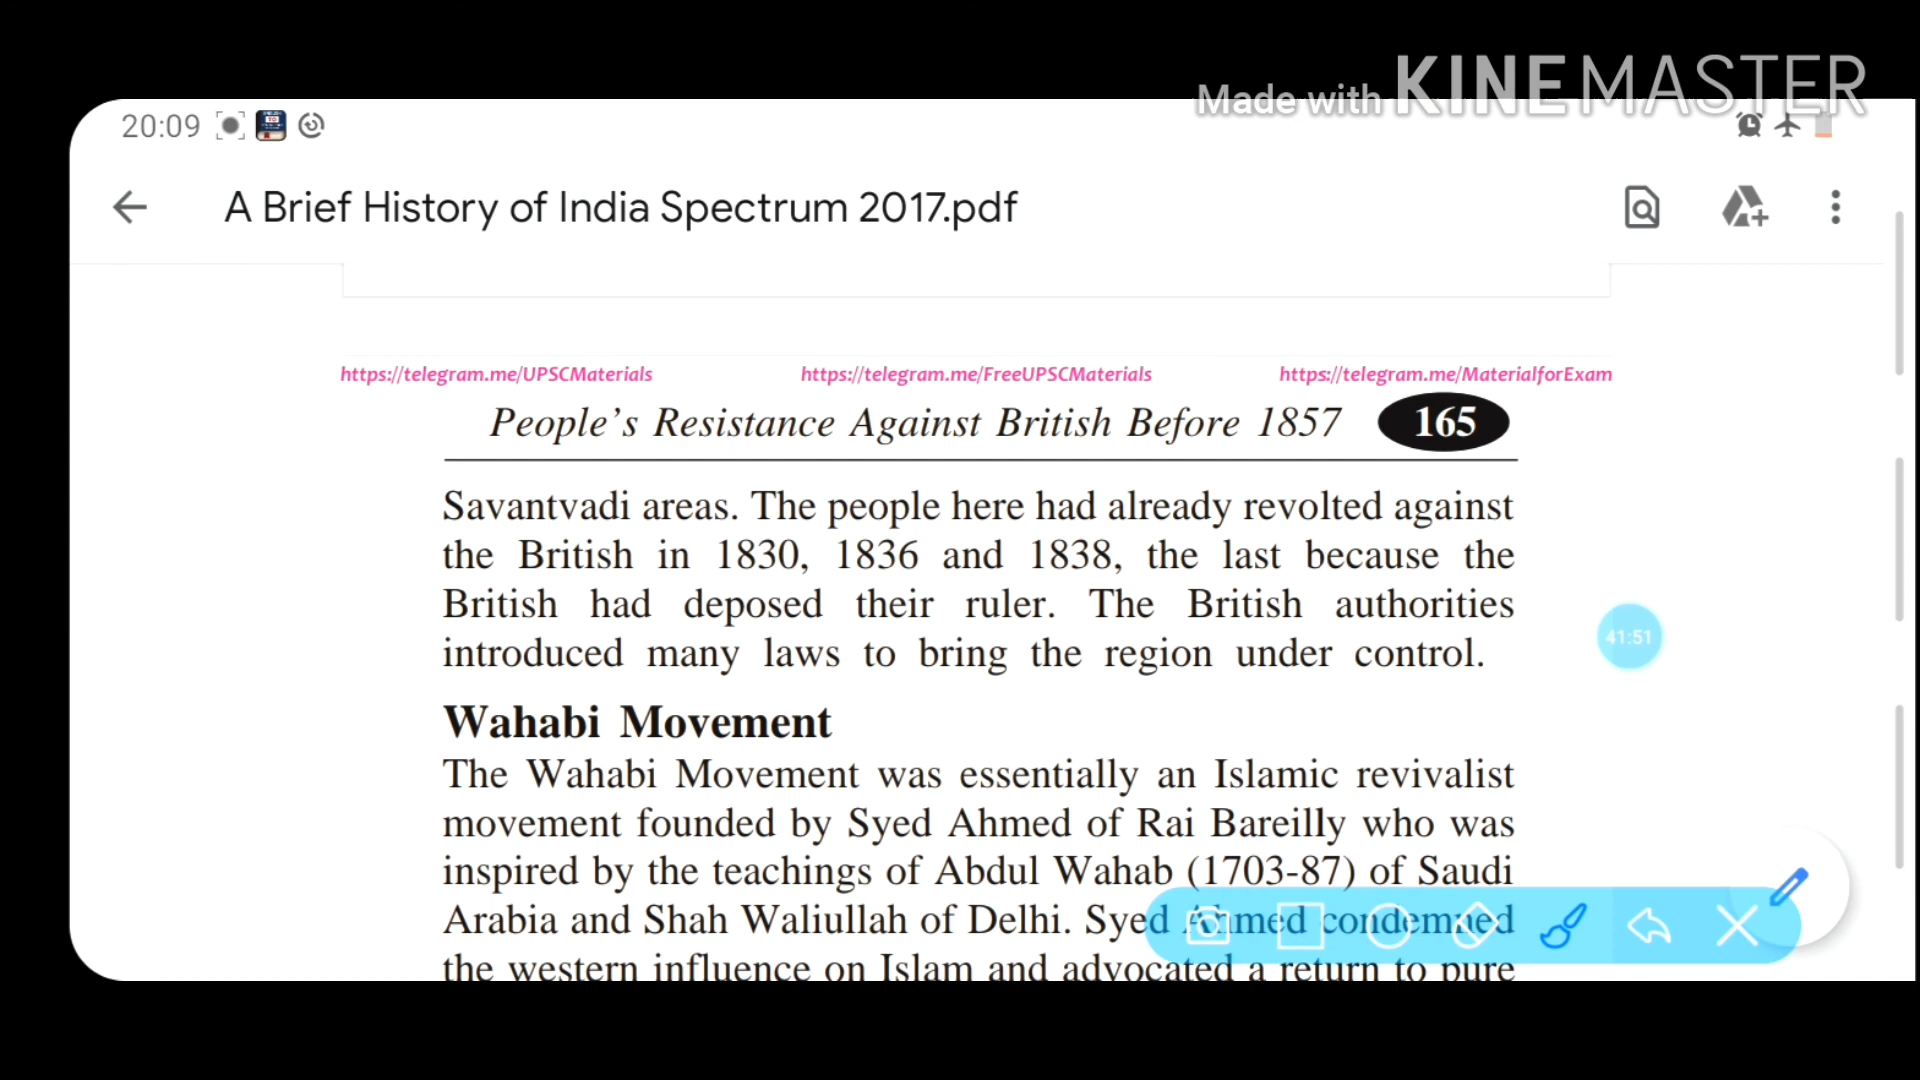 Made with KINEMASTER
20:09
A Brief History of India Spectrum 2017.pdf
https://telegram.me/UPSCMaterials https://telegram.me/FreeUPSCMaterials https://telegram.me/MaterialforExam
People's Resistance Against British Before 1857 165
Savantvadi areas. The people here had already revolted against
the British in 1830, 1836 and 1838, the last because the
British had deposed their ruler. The British authorities
introduced many laws to bring the region under control.
41:51
Wahabi Movement
The Wahabi Movement was essentially an Islamic revivalist
movement founded by Syed Ahmed of Rai Bareilly who was
inspired by the teachings of Abdul Wahab (1703-87) of Saudi
Arabia and Shah Waliullah of Delhi. Syed Ahmed condemned
the western influence on Islam and advocated a return to pure